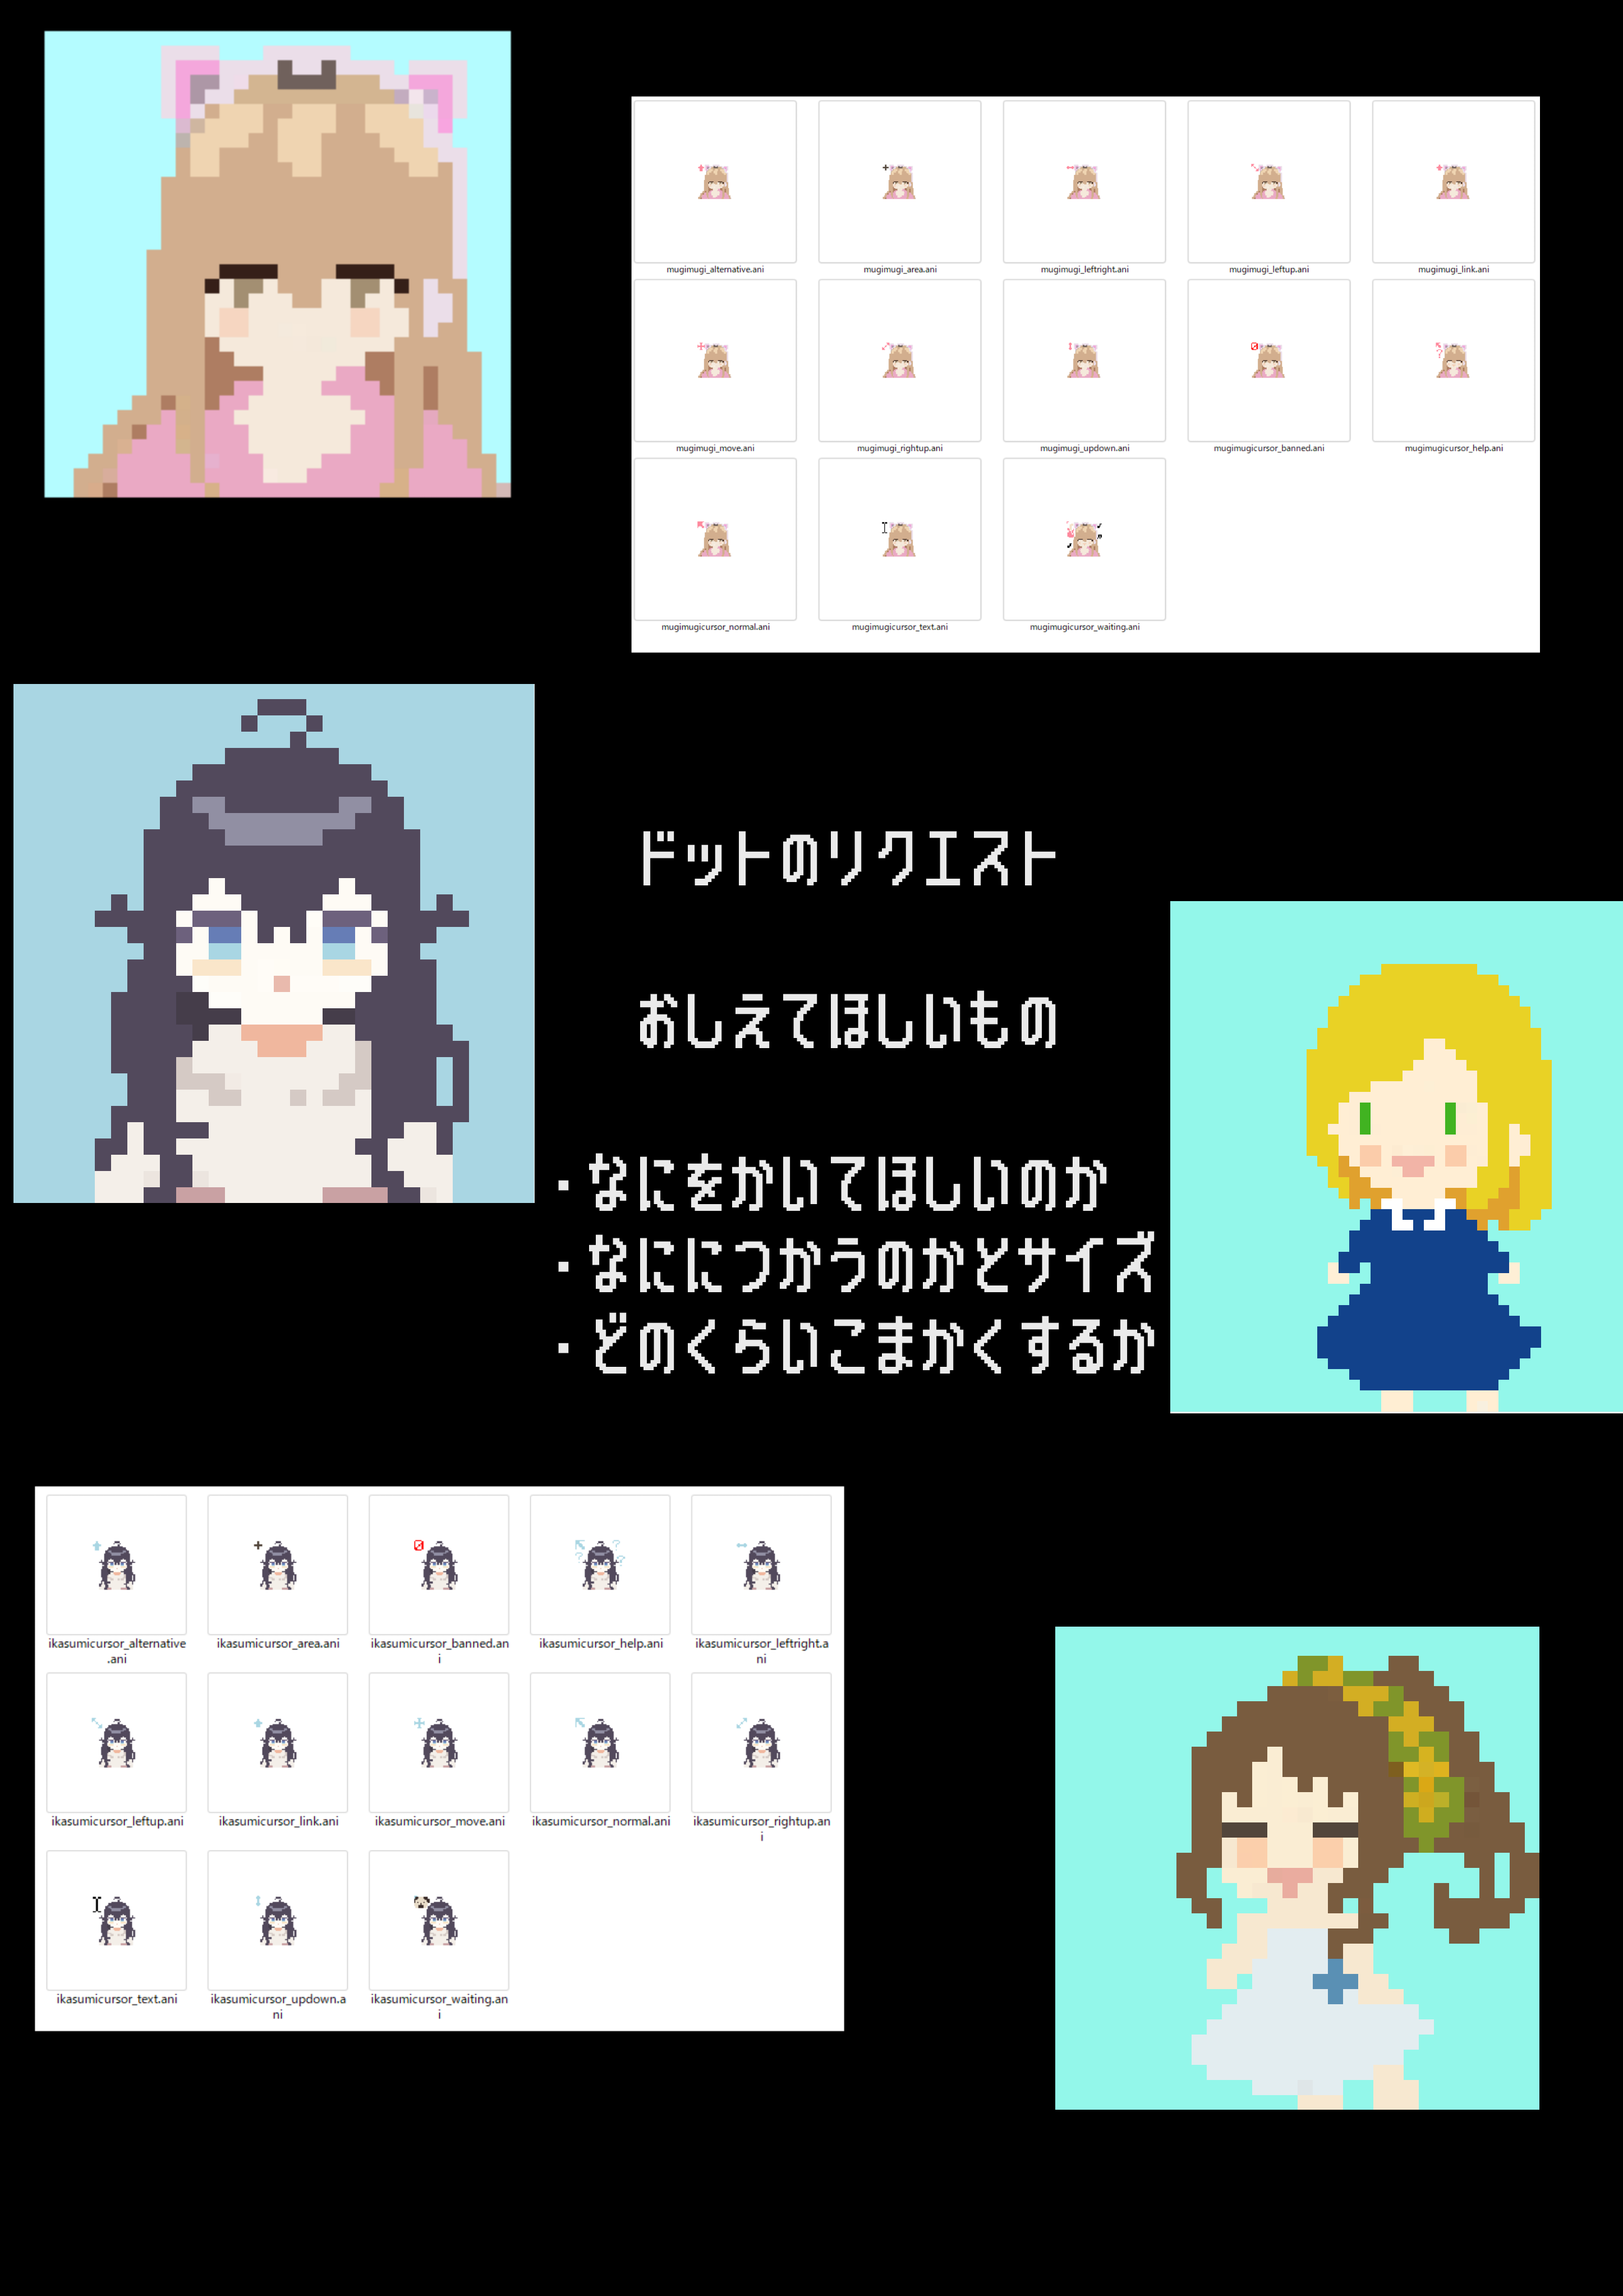 mugimugi_alternative.ani
mugimugi_area.ani
mugimugi_leftright.ani
mugimugi_leftup.ani
mugimugi_link.ani
mugimugi_move.ani
mugimugi_rightup.ani
mugimugi_updown.ani
mugimugicursor_banned.ani
mugimugicursor_help.ani
mugimugicursor_normal.ani
mugimugicursor_text.ani
mugimugicursor_waiting.ani
ドットのリクエスト
おしえてほしいもの
・なにをかいてほしいのか
・なににつかうのかとサイズ
・どのくらいこまかくするか
ikasumicursor_alternative
.ani
ikasumicursor_area.ani
ikasumicursor_banned.an
i
ikasumicursor_help.ani
ikasumicursor_leftright.a
ni
ikasumicursor_leftup.ani
ikasumicursor_link.ani
ikasumicursor_move.ani
ikasumicursor_normal.ani
ikasumicursor_rightup.an
i
ikasumicursor_text.ani
ikasumicursor_updown.a
ni
ikasumicursor_waiting.an
i